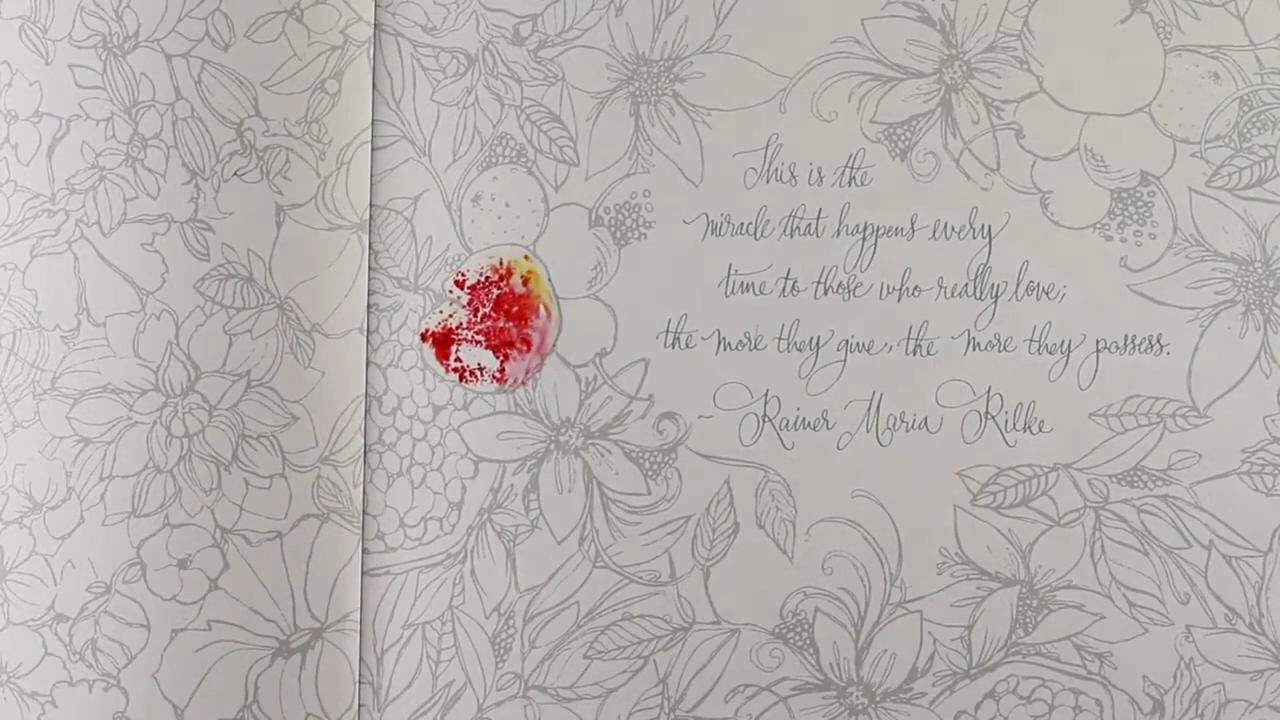 This is the
miracle that happens every
time to those who really love;
the more they give, the more they possess.
~ Rainer Maria Rilke